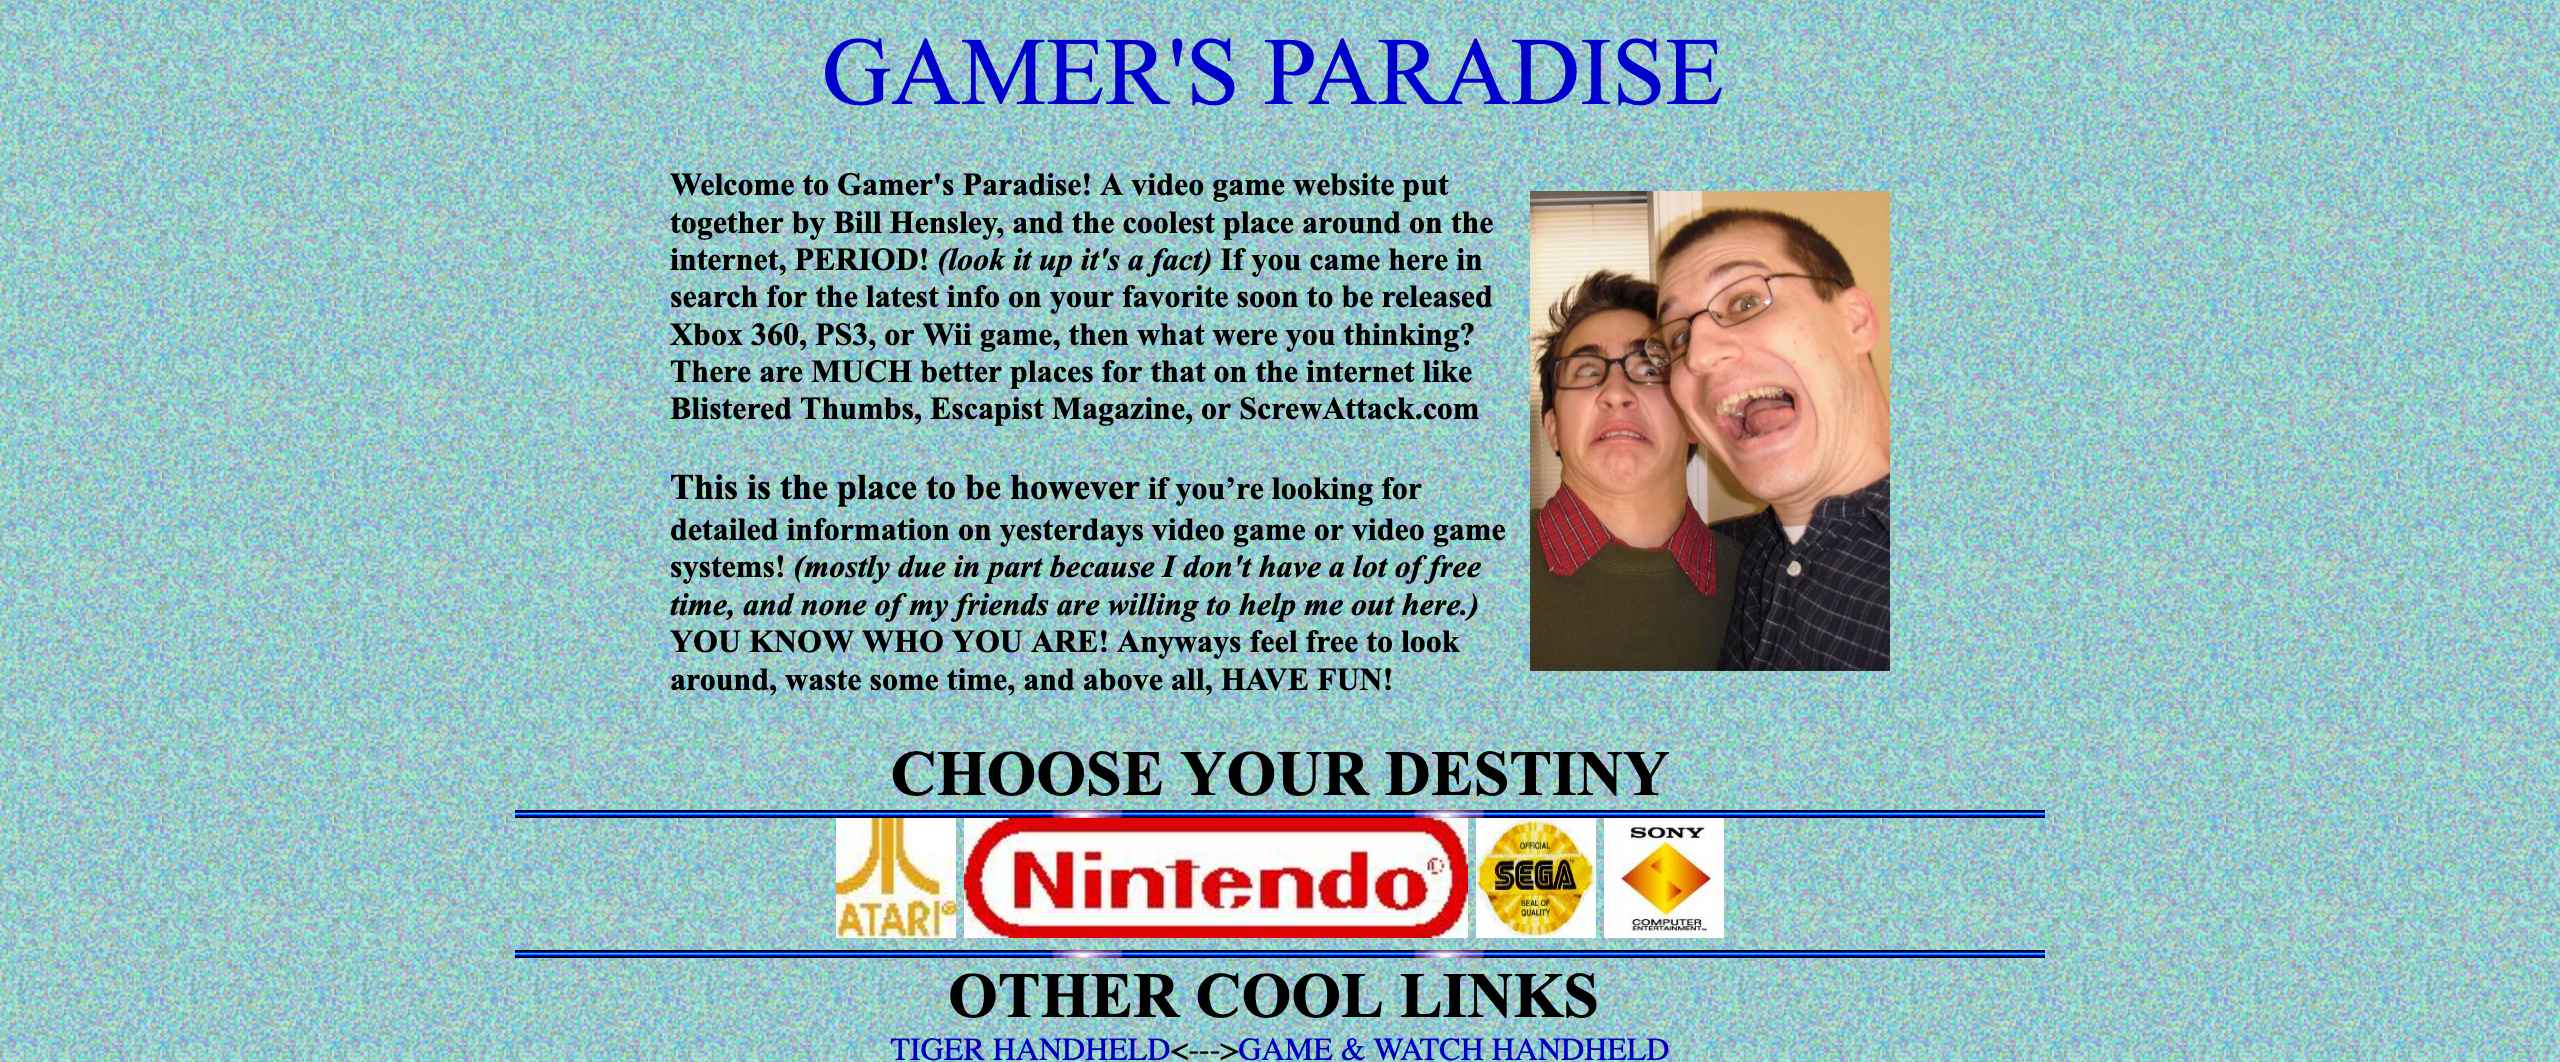 GAMER'S PARADISE
Welcome to Gamer's Paradise! A video game website put
together by Bill Hensley, and the coolest place around on the
internet, PERIOD! (look it up it's a fact) If you came here in
search for the latest info on your favorite soon to be released
Xbox 360, PS3, or Wii game, then what were you thinking?
There are MUCH better places for that on the internet like
Blistered Thumbs, Escapist Magazine, or ScrewAttack.com
This is the place to be however if you’re looking for
detailed information on yesterdays video game or video game
systems! (mostly due in part because I don't have a lot of free
time, and none of my friends are willing to help me out here.)
YOU KNOW WHO YOU ARE! Anyways feel free to look
around, waste some time, and above all, HAVE FUN!
CHOOSE YOUR DESTINY
ATARI®
Nintendo®
OFFICIAL
SEGA™
SEAL OF
QUALITY
SONY
COMPUTER
ENTERTAINMENT™
OTHER COOL LINKS
TIGER HANDHELD<--->GAME & WATCH HANDHELD